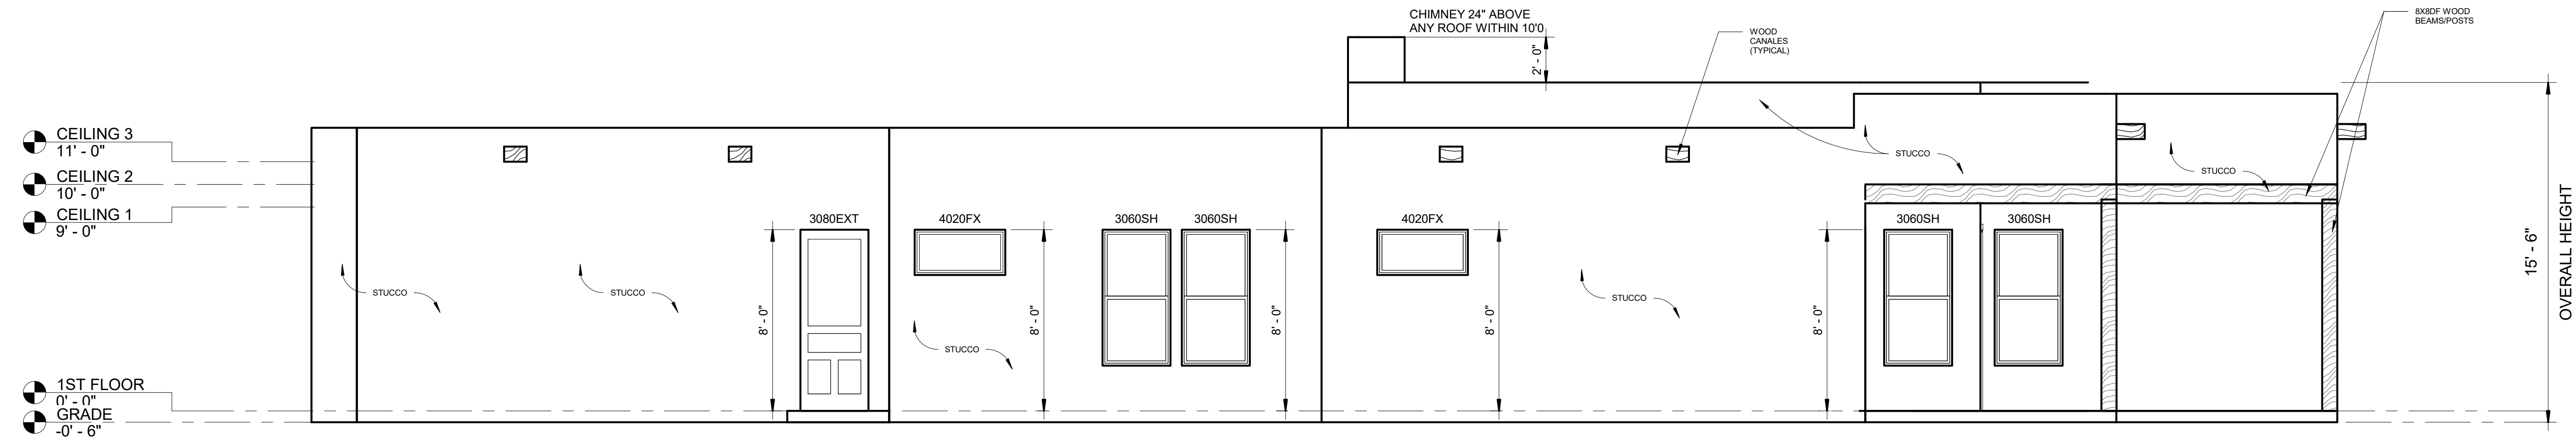 CHIMNEY 24" ABOVE
ANY ROOF WITHIN 10'0
2' - 0"
WOOD
CANALES
(TYPICAL)
8X8DF WOOD
BEAMS/POSTS
CEILING 3
11' - 0"
CEILING 2
10' - 0"
CEILING 1
9' - 0"
1ST FLOOR
0' - 0"
GRADE
-0' - 6"
STUCCO
STUCCO
3080EXT
8' - 0"
4020FX
STUCCO
8' - 0"
3060SH
3060SH
8' - 0"
4020FX
8' - 0"
STUCCO
8' - 0"
STUCCO
3060SH
3060SH
STUCCO
15' - 6"
OVERALL HEIGHT